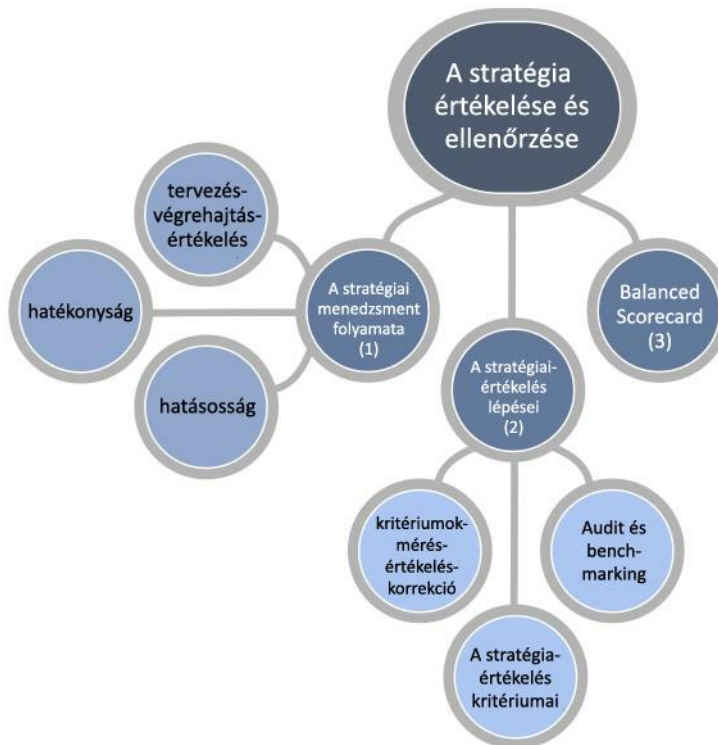 A stratégia
értékelése és
ellenőrzése
tervezés-
végrehajtás-
értékelés
hatékonyság
hatásosság
A stratégiai
menedzsment
folyamata
(1)
A stratégiai-
értékelés
lépései
(2)
Balanced
Scorecard
(3)
kritériumok-
mérés-
értékelés-
korrekció
A stratégia-
értékelés
kritériumai
Audit és
bench-
marking